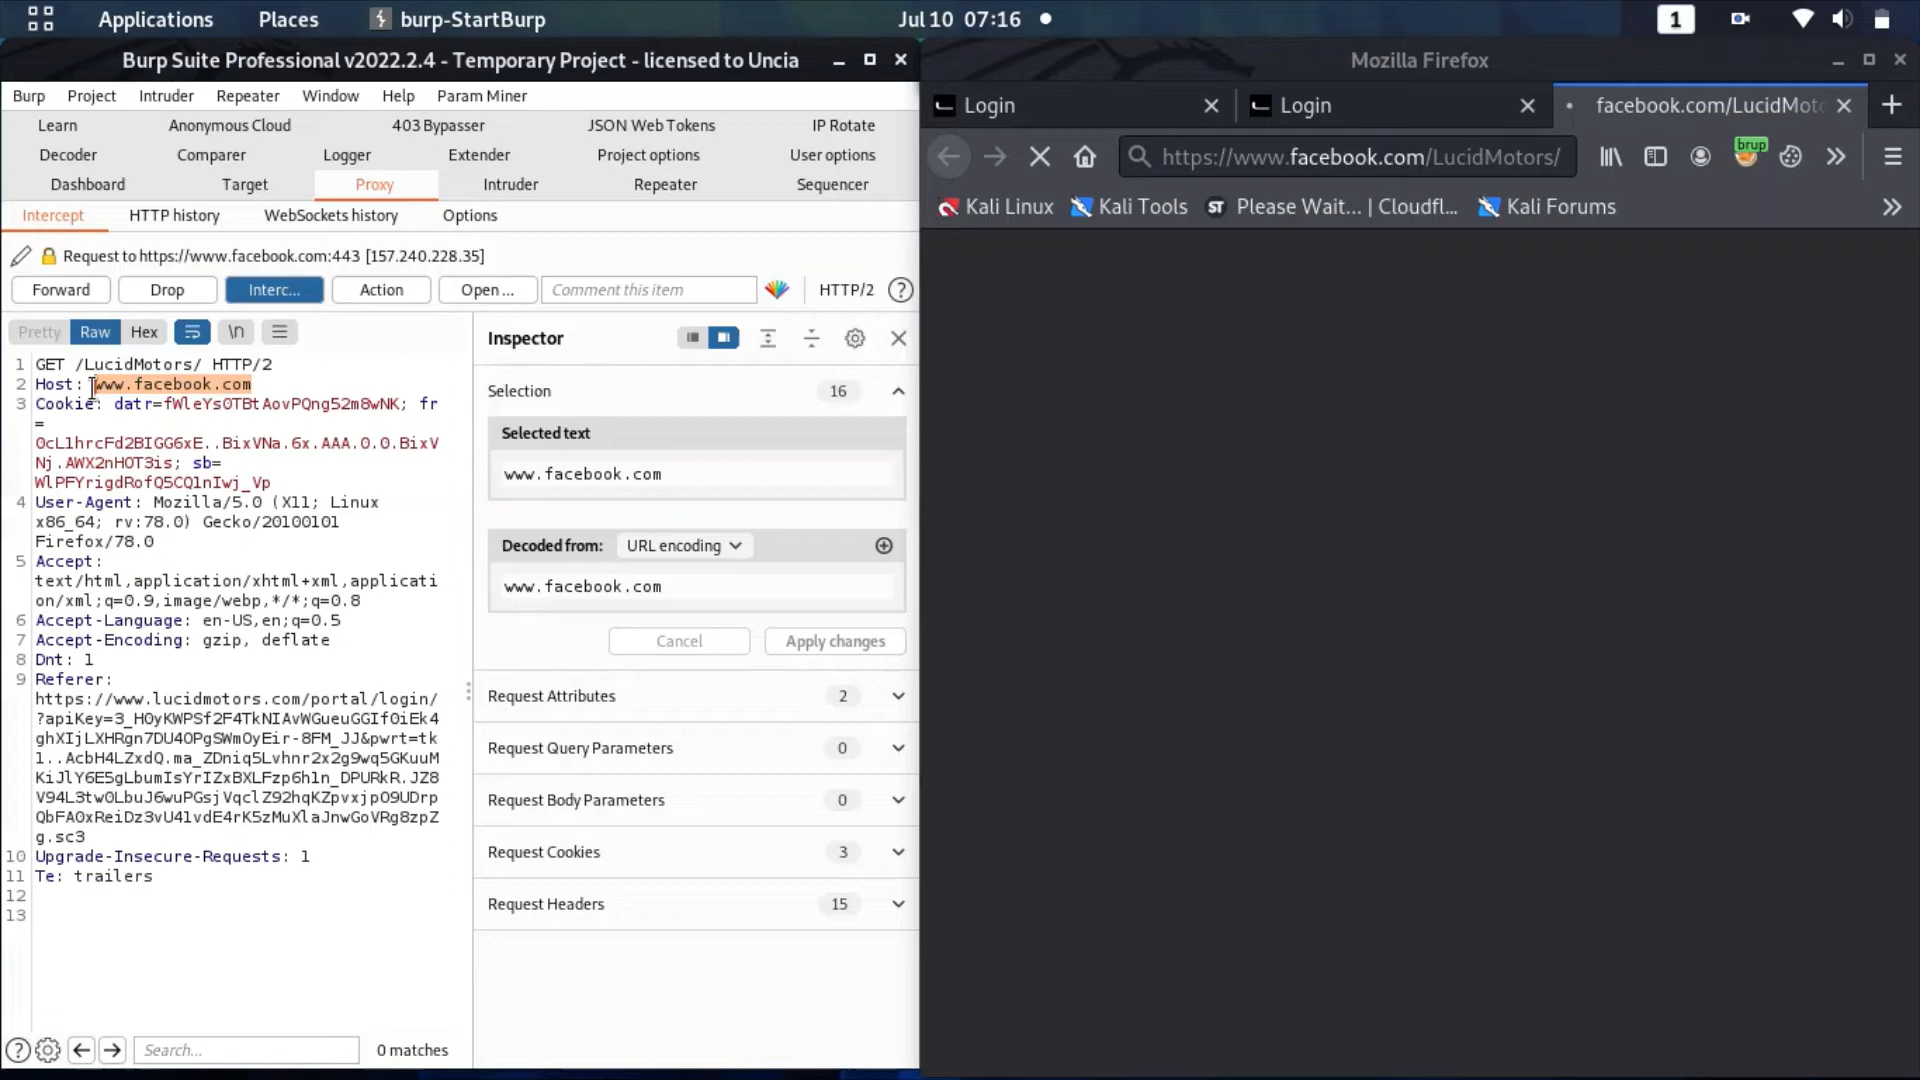 Applications Places burp-StartBurp Jul 10 07:16 1
Burp Suite Professional v2022.2.4 - Temporary Project - licensed to Uncia
Burp Project Intruder Repeater Window Help Param Miner
Learn Anonymous Cloud 403 Bypasser JSON Web Tokens IP Rotate
Decoder Comparer Logger Extender Project options User options
Dashboard Target Proxy Intruder Repeater Sequencer
Intercept HTTP history WebSockets history Options
Request to https://www.facebook.com:443 [157.240.228.35]
Forward Drop Interc... Action Open ... Comment this item HTTP/2 ?
Pretty Raw Hex \n
1 GET /LucidMotors/ HTTP/2
2 Host: www.facebook.com
3 Cookie: datr=fWleYs0TBtAovPQng52m8wNK; fr
=
0cLlhrcFd2BIGG6xE..BixVNa.6x.AAA.0.0.BixV
Nj.AWX2nHOT3is; sb=
WlPFYrigdRofQ5CQ1nIwj_Vp
4 User-Agent: Mozilla/5.0 (X11; Linux
x86_64; rv:78.0) Gecko/20100101
Firefox/78.0
5 Accept:
text/html,application/xhtml+xml,applicati
on/xml;q=0.9,image/webp,*/*;q=0.8
6 Accept-Language: en-US,en;q=0.5
7 Accept-Encoding: gzip, deflate
8 Dnt: 1
9 Referer:
https://www.lucidmotors.com/portal/login/
?apiKey=3_H0yKWPSf2F4TkNIAvWGueuGGIf0iEk4
ghXIjLXHRgn7DU4OPgSWmOyEir-8FM_JJ&pwrt=tk
1..AcbH4LZxdQ.ma_ZDniq5Lvhnr2x2g9wq5GKuuM
KiJlY6E5gLbumIsYrIZxBXLFzp6h1n_DPURkR.JZ8
V94L3tw0LbuJ6wuPGsjVqclZ92hqKZpvxjpO9UDrp
QbFA0xReiDz3vU41vdE4rK5zMuXlaJnwGoVRg8zpZ
g.sc3
10 Upgrade-Insecure-Requests: 1
11 Te: trailers
12
13
? Search... 0 matches
Inspector
Selection 16
Selected text
www.facebook.com
Decoded from: URL encoding
www.facebook.com
Cancel Apply changes
Request Attributes 2
Request Query Parameters 0
Request Body Parameters 0
Request Cookies 3
Request Headers 15
Mozilla Firefox
Login Login facebook.com/LucidMoto
https://www.facebook.com/LucidMotors/ brup
Kali Linux Kali Tools ST Please Wait... | Cloudfl... Kali Forums